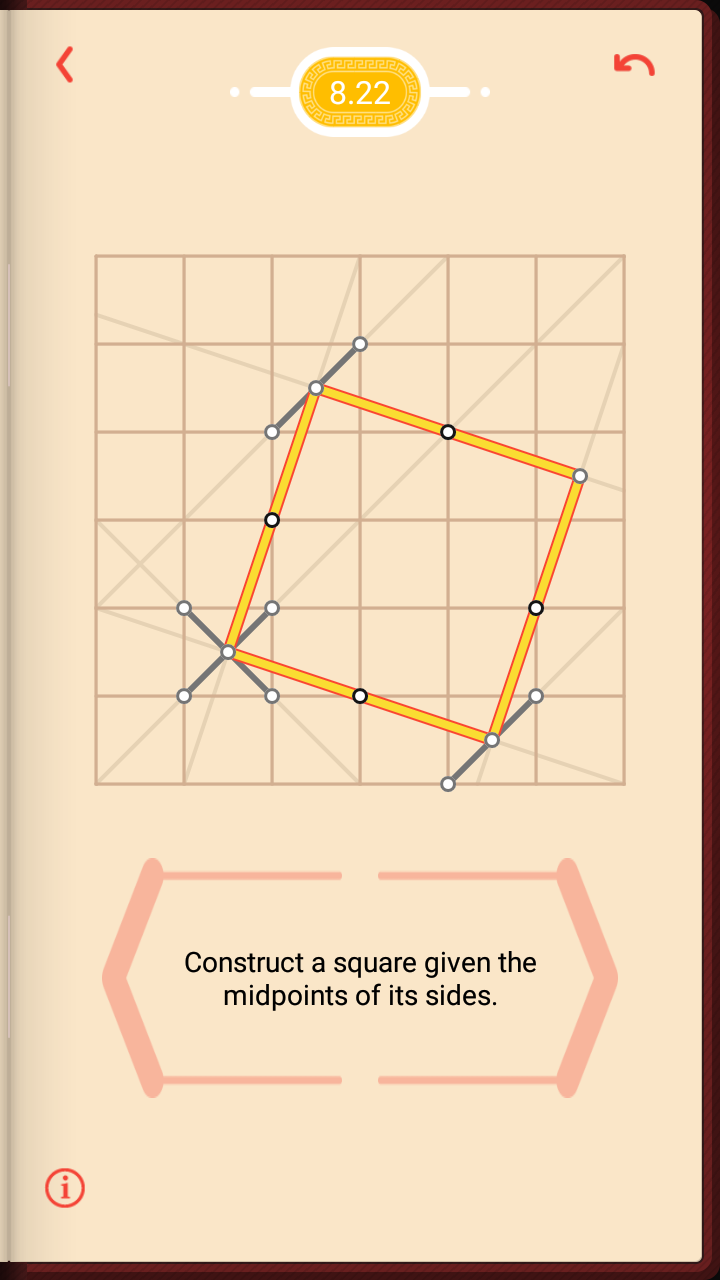 8.22
Construct a square given the
midpoints of its sides.